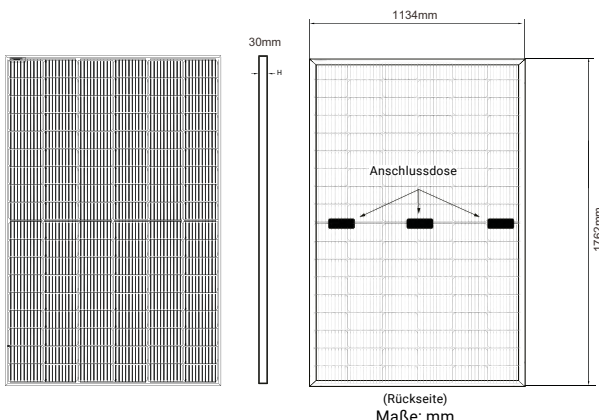 1134mm
30mm
H
Anschlussdose
1762mm
(Rückseite)
Maße: mm